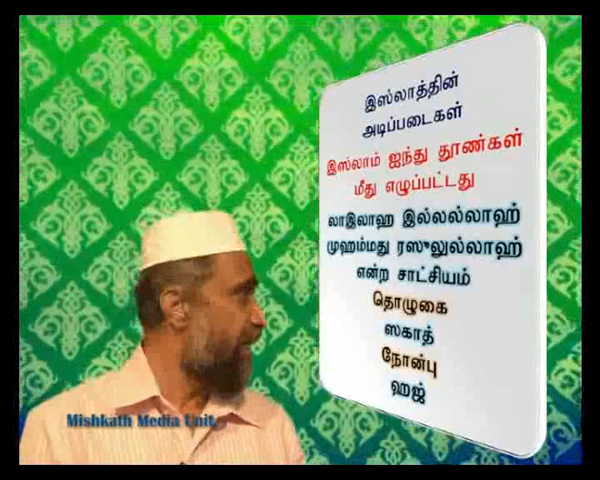 இஸ்லாத்தின்
அடிப்படைகள்
இஸ்லாம் ஐந்து தூண்கள்
மீது எழுப்பட்டது
லாஇலாஹ இல்லல்லாஹ்
முஹம்மது ரஸுலுல்லாஹ்
என்ற சாட்சியம்
தொழுகை
ஸகாத்
நோன்பு
ஹஜ்
Mishkath Media Unit